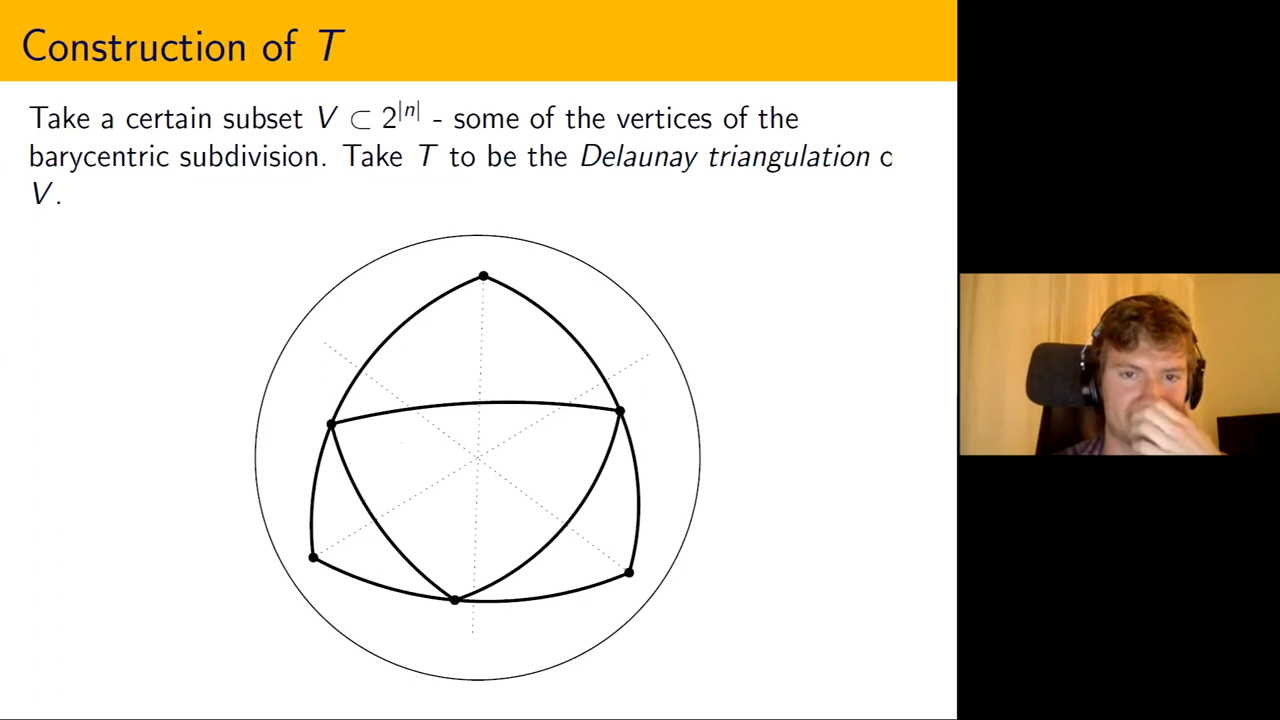 Construction of T
Take a certain subset V ⊂ 2^{|n|} - some of the vertices of the
barycentric subdivision. Take T to be the Delaunay triangulation
V.